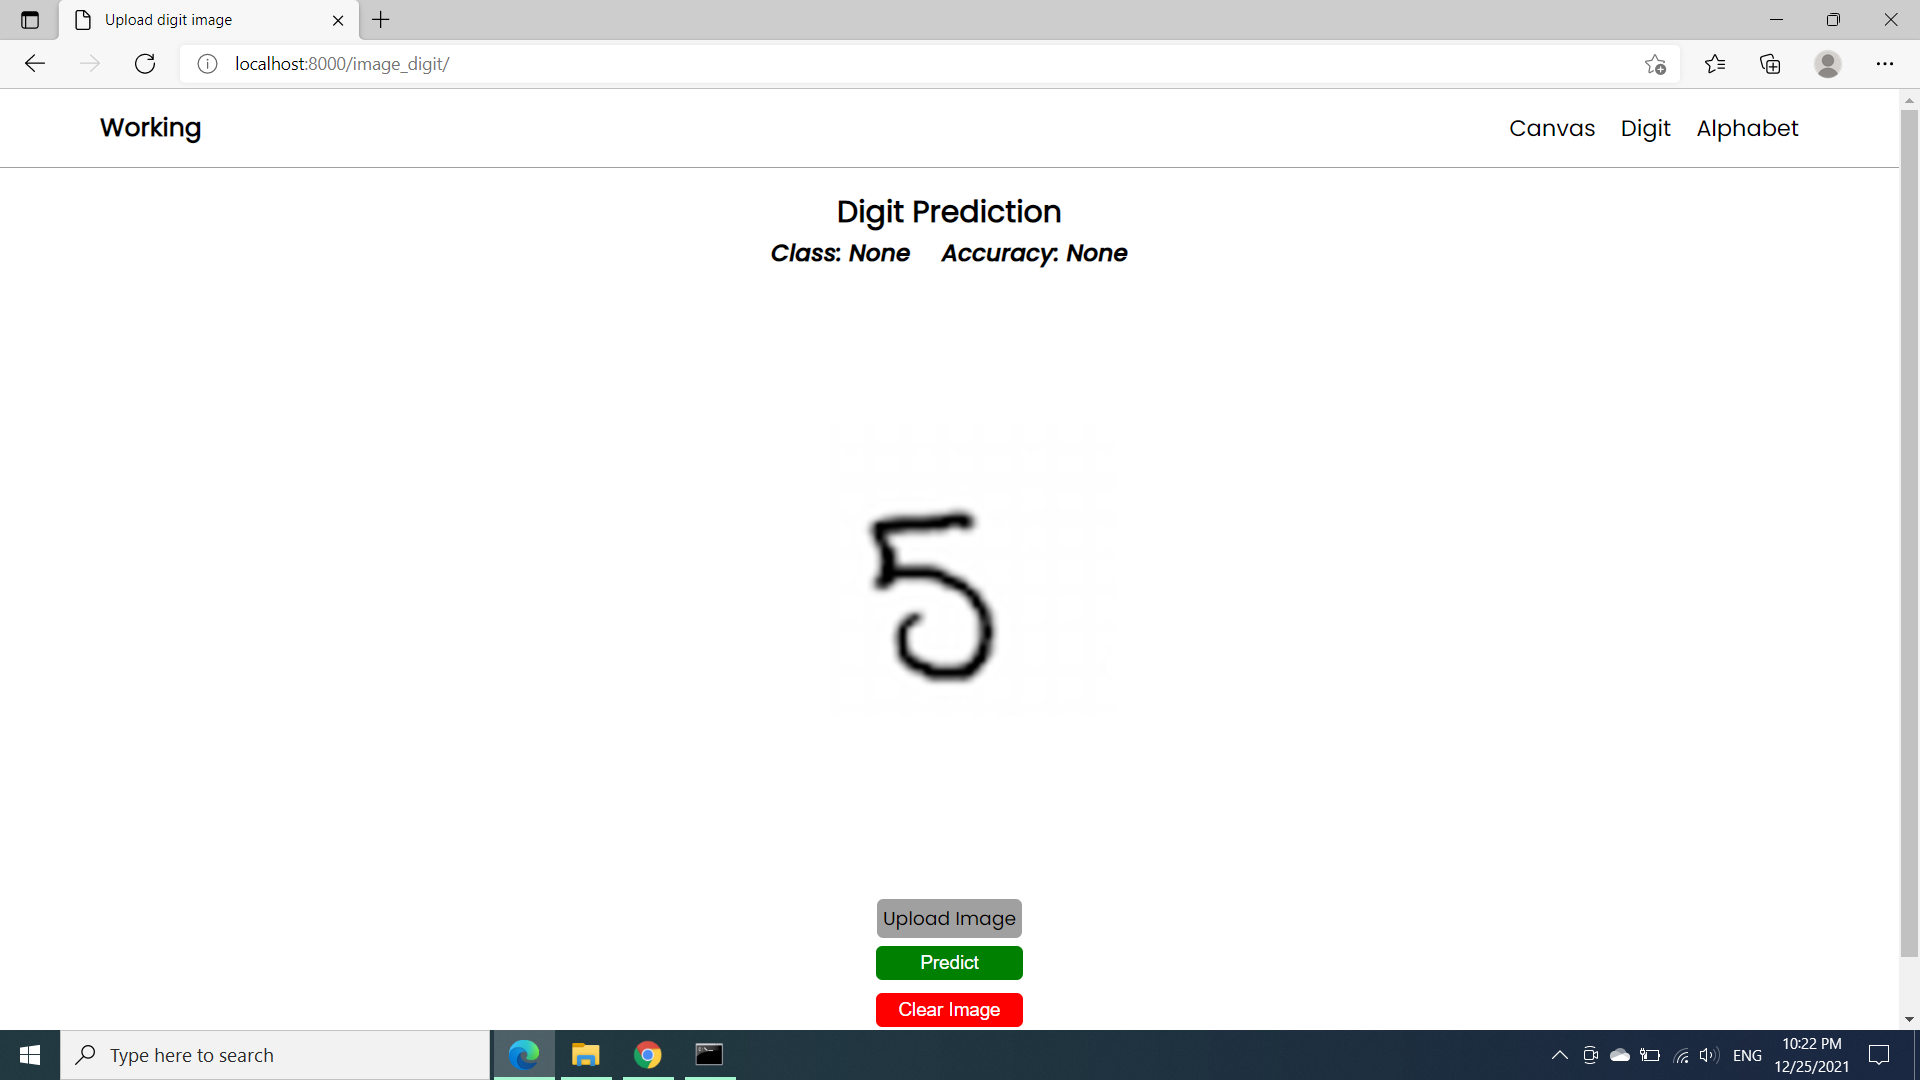 Upload digit image
localhost:8000/image_digit/
Working
Canvas Digit Alphabet
Digit Prediction
Class: None Accuracy: None
5
Upload Image
Predict
Clear Image
Type here to search
ENG
10:22 PM
12/25/2021